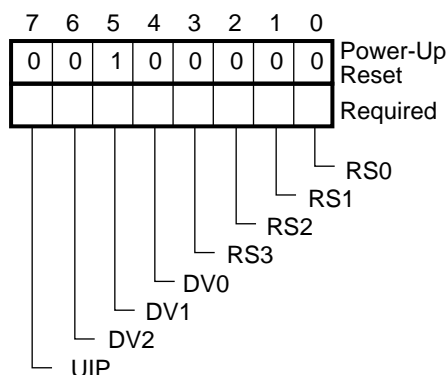 7 6 5 4 3 2 1 0
0 0 1 0 0 0 0 0 Power-Up
Reset
Required
RS0
RS1
RS2
RS3
DV0
DV1
DV2
UIP